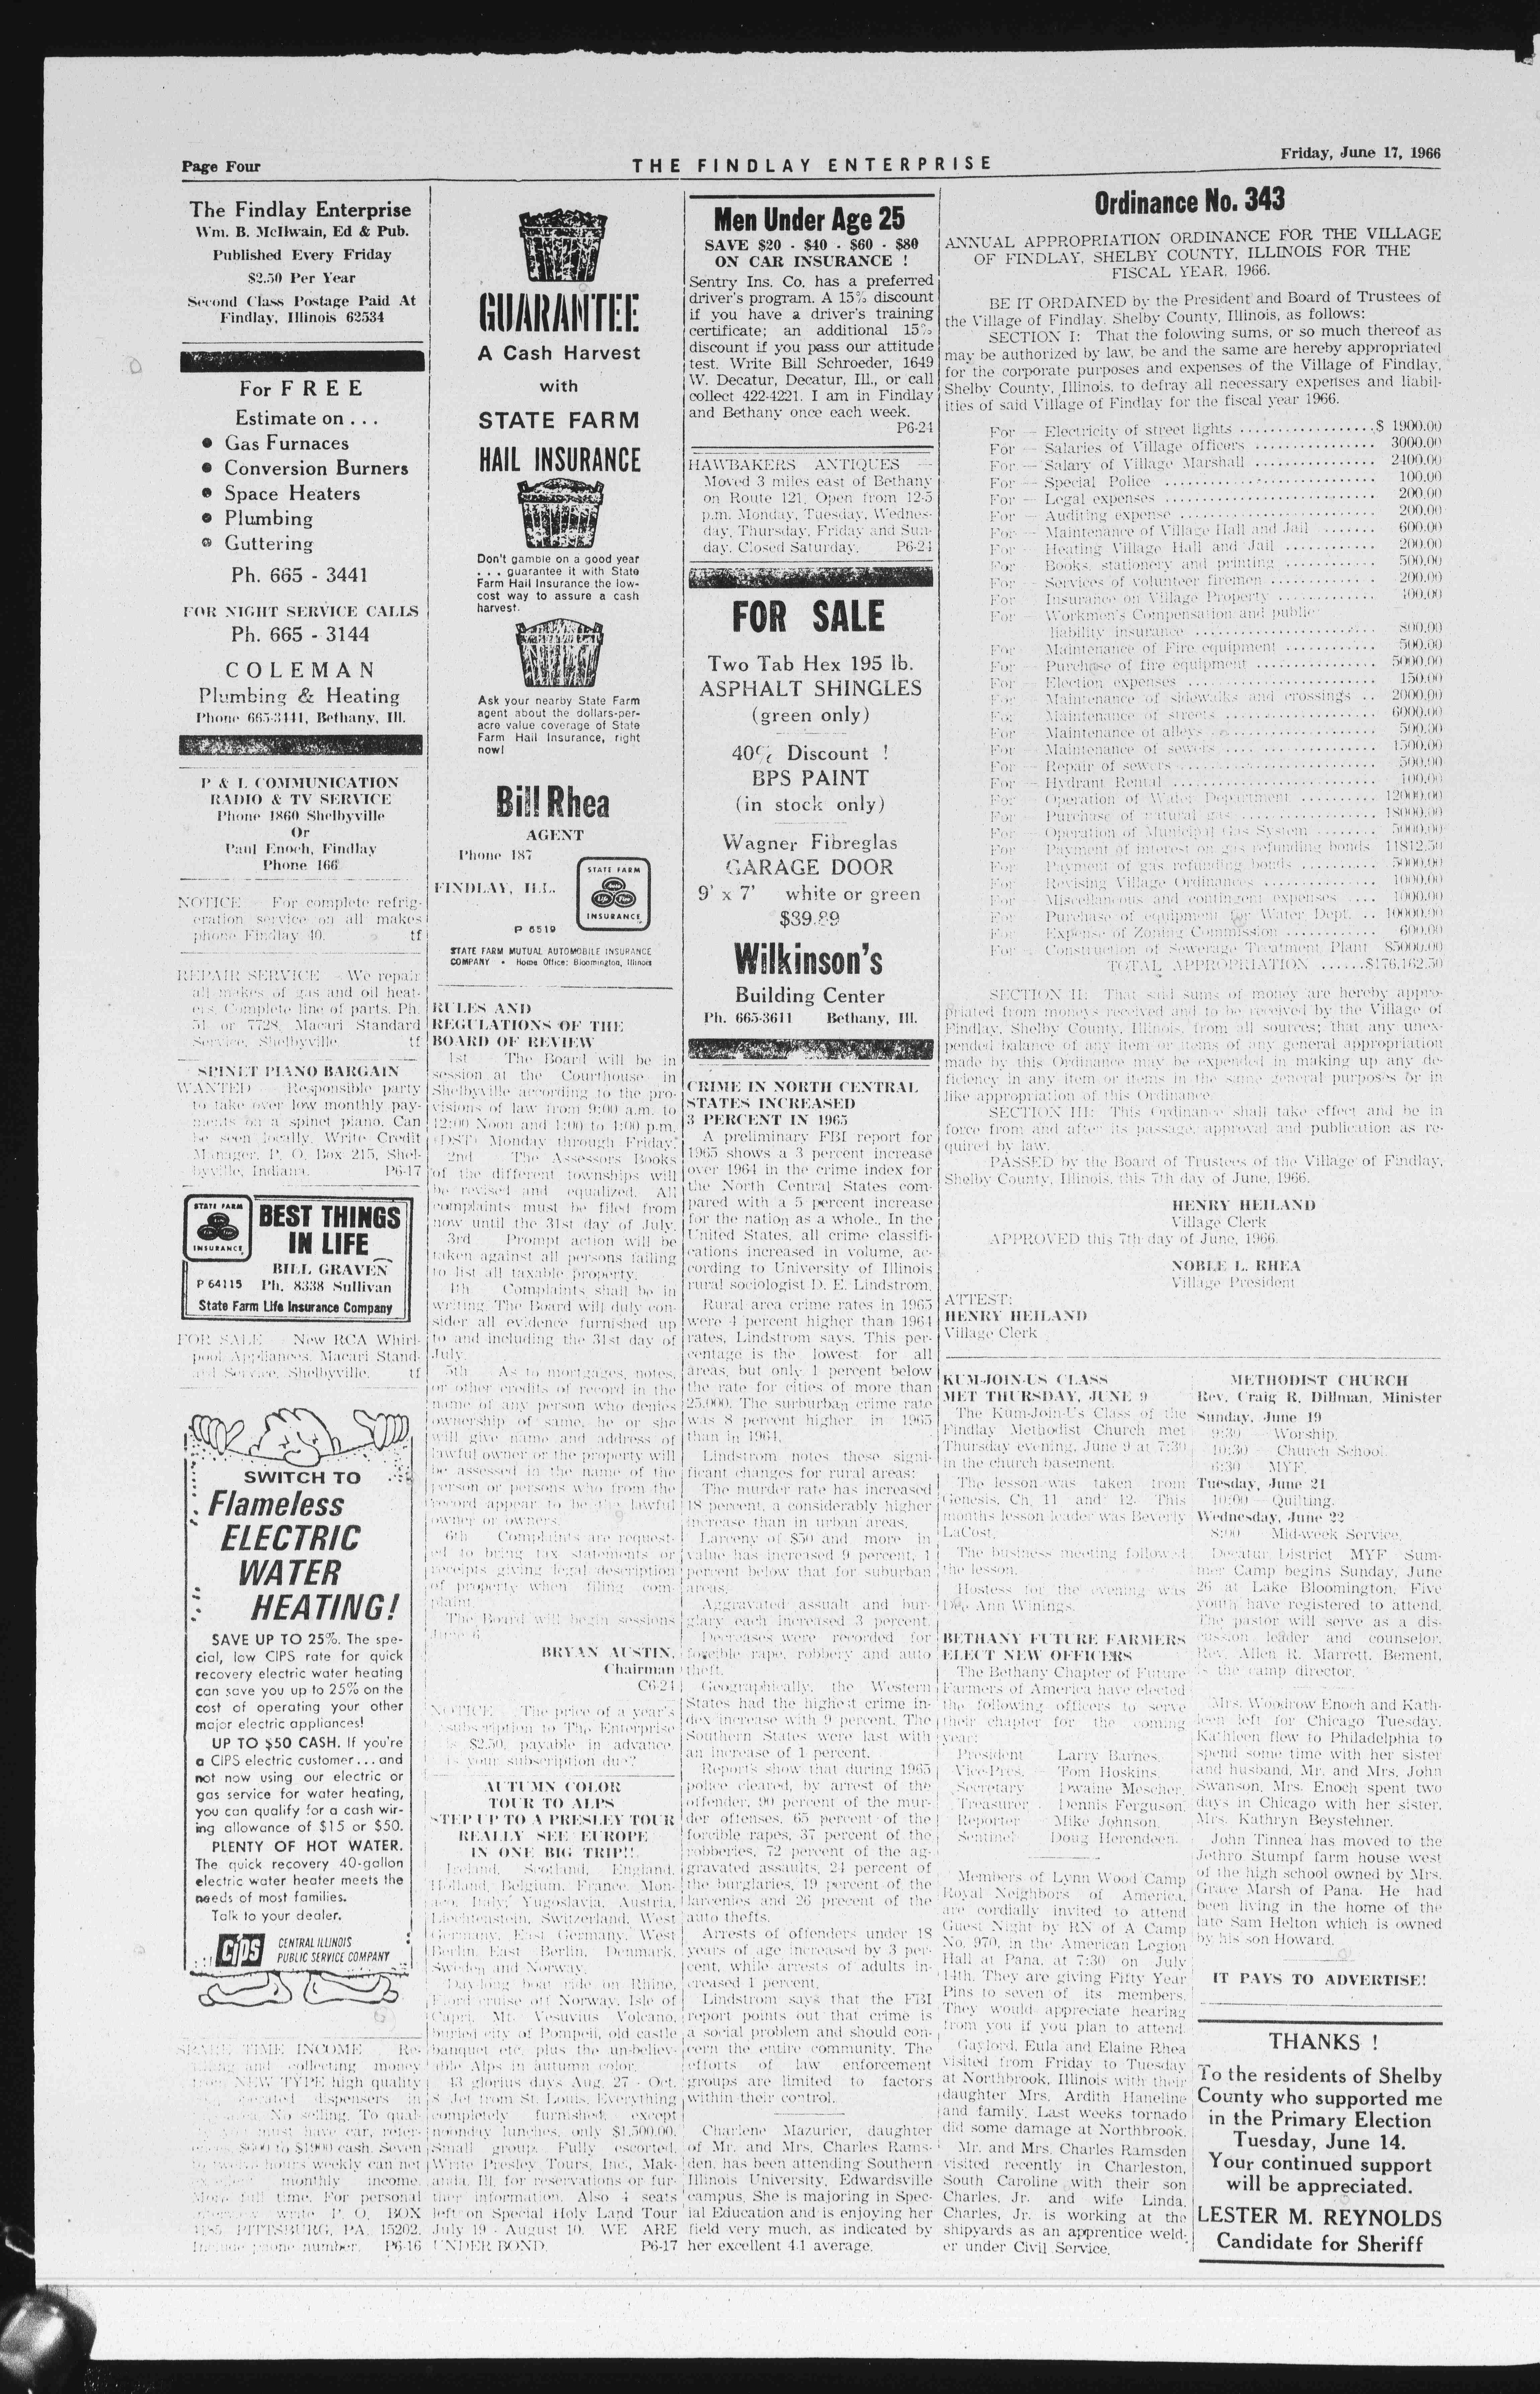 Page Four
THE FINDLAY ENTERPRISE
Friday, June 17, 1966
The Findlay Enterprise
Wm. B. McIlwain, Ed & Pub.
Published Every Friday
$2.50 Per Year
Second Class Postage Paid At
Findlay, Illinois 62534
For FREE
Estimate on . . .
• Gas Furnaces
• Conversion Burners
• Space Heaters
• Plumbing
• Guttering
Ph. 665 - 3441
FOR NIGHT SERVICE CALLS
Ph. 665 - 3144
COLEMAN
Plumbing & Heating
Phone 665-3441, Bethany, Ill.
P & L COMMUNICATION
RADIO & TV SERVICE
Phone 1860 Shelbyville
Or
Paul Enoch, Findlay
Phone 166
NOTICE — For complete refrig-
eration service on all makes
phone Findlay 40. tf
REPAIR SERVICE — We repair
all makes of gas and oil heat-
ers. Complete line of parts. Ph.
51 or 7728, Macari Standard
Service, Shelbyville tf
SPINET PIANO BARGAIN
WANTED — Responsible party
to take over low monthly pay-
ments on a spinet piano. Can
be seen locally. Write Credit
Manager, P. O. Box 215, Shel-
byville, Indiana. P6-17
STATE FARM
INSURANCE
BEST THINGS
IN LIFE
BILL GRAVEN
P 64115 Ph. 8338 Sullivan
State Farm Life Insurance Company
FOR SALE — New RCA Whirl-
pool Appliances. Macari Stand-
ard Service, Shelbyville. tf
SWITCH TO
Flameless
ELECTRIC
WATER
HEATING!
SAVE UP TO 25%. The spe-
cial, low CIPS rate for quick
recovery electric water heating
can save you up to 25% on the
cost of operating your other
major electric appliances!
UP TO $50 CASH. If you're
a CIPS electric customer . . . and
not now using our electric or
gas service for water heating,
you can qualify for a cash wir-
ing allowance of $15 or $50.
PLENTY OF HOT WATER.
The quick recovery 40-gallon
electric water heater meets the
needs of most families.
Talk to your dealer.
CIPS CENTRAL ILLINOIS
PUBLIC SERVICE COMPANY
SPARE TIME INCOME — Re-
filling and collecting money
from NEW TYPE high quality
dispensers in
No selling. To qual-
must have car, refer-
$600 to $1900 cash. Seven
to twelve hours weekly can net
monthly income.
More full time. For personal
write P. O. BOX
4185, PITTSBURG, PA. 15202.
Include phone number. P6-16
GUARANTEE
A Cash Harvest
with
STATE FARM
HAIL INSURANCE
Don't gamble on a good year
. . . guarantee it with State
Farm Hail Insurance the low-
cost way to assure a cash
harvest.
Ask your nearby State Farm
agent about the dollars-per-
acre value coverage of State
Farm Hail Insurance, right
now!
Bill Rhea
AGENT
Phone 187
FINDLAY, ILL.
STATE FARM
INSURANCE
P 6519
STATE FARM MUTUAL AUTOMOBILE INSURANCE
COMPANY • Home Office: Bloomington, Illinois
RULES AND
REGULATIONS OF THE
BOARD OF REVIEW
1st — The Board will be in
session at the Courthouse in
Shelbyville according to the pro-
visions of law from 9:00 a.m. to
12:00 Noon and 1:00 to 4:00 p.m.
(DST) Monday through Friday.
2nd — The Assessors Books
of the different townships will
be revised and equalized. All
complaints must be filed from
now until the 31st day of July.
3rd — Prompt action will be
taken against all persons failing
to list all taxable property.
4th — Complaints shall be in
writing. The Board will duly con-
sider all evidence furnished up
to and including the 31st day of
July.
5th — As to mortgages, notes,
or other credits of record in the
name of any person who denies
ownership of same, he or she
will give name and address of
lawful owner or the property will
be assessed in the name of the
person or persons who from the
record appear to be the lawful
owner or owners.
6th — Complaints are request-
ed to bring tax statements or
receipts giving legal description
of property when filing com-
plaint.
The Board will begin sessions
June 6
BRYAN AUSTIN,
Chairman
C6-24
NOTICE — The price of a year's
subscription to The Enterprise
is $2.50, payable in advance
is your subscription due?
AUTUMN COLOR
TOUR TO ALPS
STEP UP TO A PRESLEY TOUR
REALLY SEE EUROPE
IN ONE BIG TRIP!!
Ireland, Scotland, England,
Holland, Belgium, France, Mon-
aco, Italy, Yugoslavia, Austria,
Liechtenstein, Switzerland, West
Germany, East Germany, West
Berlin, East Berlin, Denmark,
Sweden and Norway.
Day long boat ride on Rhine,
Fiord cruise off Norway, Isle of
Capri, Mt. Vesuvius Volcano,
buried city of Pompeii, old castle
banquet etc. plus the un-believ-
able Alps in autumn color.
43 glorius days Aug. 27 - Oct.
8 Jet from St. Louis. Everything
completely furnished, except
noonday lunches, only $1,500.00.
Small group. Fully escorted.
Write Presley Tours, Inc., Mak-
anda, Ill. for reservations or fur-
ther information. Also 4 seats
left on Special Holy Land Tour
July 19 - August 10. WE ARE
UNDER BOND. P6-17
Men Under Age 25
SAVE $20 - $40 - $60 - $80
ON CAR INSURANCE !
Sentry Ins. Co. has a preferred
driver's program. A 15% discount
if you have a driver's training
certificate; an additional 15%
discount if you pass our attitude
test. Write Bill Schroeder, 1649
W. Decatur, Decatur, Ill., or call
collect 422-4221. I am in Findlay
and Bethany once each week.
P6-24
HAWBAKERS ANTIQUES —
Moved 3 miles east of Bethany
on Route 121. Open from 12-5
p.m. Monday, Tuesday, Wednes-
day, Thursday, Friday and Sun-
day. Closed Saturday. P6-24
FOR SALE
Two Tab Hex 195 lb.
ASPHALT SHINGLES
(green only)
40% Discount !
BPS PAINT
(in stock only)
Wagner Fibreglas
GARAGE DOOR
9' x 7' white or green
$39.89
Wilkinson's
Building Center
Ph. 665-3611 Bethany, Ill.
CRIME IN NORTH CENTRAL
STATES INCREASED
3 PERCENT IN 1965
A preliminary FBI report for
1965 shows a 3 percent increase
over 1964 in the crime index for
the North Central States com-
pared with a 5 percent increase
for the nation as a whole. In the
United States, all crime classifi-
cations increased in volume, ac-
cording to University of Illinois
rural sociologist D. E. Lindstrom.
Rural area crime rates in 1965
were 4 percent higher than 1964
rates, Lindstrom says. This per-
centage is the lowest for all
areas, but only 1 percent below
the rate for cities of more than
25,000. The surburban crime rate
was 8 percent higher in 1965
than in 1964.
Lindstrom notes these signi-
ficant changes for rural areas:
The murder rate has increased
18 percent, a considerably higher
increase than in urban areas.
Larceny of $50 and more in
value has increased 9 percent, 1
percent below that for suburban
areas.
Aggravated assualt and bur-
glary each increased 3 percent.
Decreases were recorded for
forcible rape, robbery and auto
theft.
Geographically, the Western
States had the highest crime in-
dex increase with 9 percent. The
Southern States were last with
an increase of 1 percent.
Reports show that during 1965
police cleared, by arrest of the
offender, 90 percent of the mur-
der offenses, 65 percent of the
forcible rapes, 37 percent of the
robberies, 72 percent of the ag-
gravated assaults, 24 percent of
the burglaries, 19 percent of the
larcenies and 26 precent of the
auto thefts.
Arrests of offenders under 18
years of age increased by 3 per-
cent, while arrests of adults in-
creased 1 percent.
Lindstrom says that the FBI
report points out that crime is
a social problem and should con-
cern the entire community. The
efforts of law enforcement
groups are limited to factors
within their control.
Charlene Mazurier, daughter
of Mr. and Mrs. Charles Rams-
den, has been attending Southern
Illinois University, Edwardsville
campus. She is majoring in Spec-
ial Education and is enjoying her
field very much, as indicated by
her excellent 4.1 average.
Ordinance No. 343
ANNUAL APPROPRIATION ORDINANCE FOR THE VILLAGE
OF FINDLAY, SHELBY COUNTY, ILLINOIS FOR THE
FISCAL YEAR, 1966.
BE IT ORDAINED by the President and Board of Trustees of
the Village of Findlay, Shelby County, Illinois, as follows:
SECTION I: That the folowing sums, or so much thereof as
may be authorized by law, be and the same are hereby appropriated
for the corporate purposes and expenses of the Village of Findlay,
Shelby County, Illinois, to defray all necessary expenses and liabil-
ities of said Village of Findlay for the fiscal year 1966.
For — Electricity of street lights $ 1900.00
For — Salaries of Village officers 3000.00
For — Salary of Village Marshall 2400.00
For — Special Police 100.00
For — Legal expenses 200.00
For — Auditing expense 200.00
For — Maintenance of Village Hall and Jail 600.00
For — Heating Village Hall and Jail 200.00
For — Books, stationery and printing 500.00
For — Services of volunteer firemen 200.00
For — Insurance on Village Property 400.00
For — Workmen's Compensation and public
liability insurance 800.00
For — Maintenance of Fire equipment 500.00
For — Purchase of fire equipment 5000.00
For — Election expenses 150.00
For — Maintenance of sidewalks and crossings 2000.00
For — Maintenance of streets 6000.00
For — Maintenance of alleys 500.00
For — Maintenance of sewers 1500.00
For — Repair of sewers 500.00
For — Hydrant Rental 400.00
For — Operation of Water Department 12000.00
For — Purchase of natural gas 18000.00
For — Operation of Municipal Gas System 5000.00
For — Payment of interest on gas refunding bonds 11812.50
For — Payment of gas refunding bonds 5000.00
For — Revising Village Ordinances 1000.00
For — Miscellaneous and contingent expenses 1000.00
For — Purchase of equipment for Water Dept. 10000.00
For — Expense of Zoning Commission 600.00
For — Construction of Sewerage Treatment Plant 85000.00
TOTAL APPROPRIATION $176,162.50
SECTION II: That said sums of money are hereby appro-
priated from moneys received and to be received by the Village of
Findlay, Shelby County, Illinois, from all sources; that any unex-
pended balance of any item or items of any general appropriation
made by this Ordinance may be expended in making up any de-
ficiency in any item or items in the same general purposes or in
like appropriation of this Ordinance.
SECTION III: This Ordinance shall take effect and be in
force from and after its passage, approval and publication as re-
quired by law.
PASSED by the Board of Trustees of the Village of Findlay,
Shelby County, Illinois, this 7th day of June, 1966.
HENRY HEILAND
Village Clerk
APPROVED this 7th day of June, 1966.
NOBLE L. RHEA
Village President
ATTEST:
HENRY HEILAND
Village Clerk
KUM-JOIN-US CLASS
MET THURSDAY, JUNE 9
The Kum-Join-Us Class of the
Findlay Methodist Church met
Thursday evening, June 9 at 7:30
in the church basement.
The lesson was taken from
Genesis, Ch. 11 and 12. This
months lesson leader was Beverly
LaCost.
The business meeting followed
the lesson.
Hostess for the evening was
Dee Ann Winings.
BETHANY FUTURE FARMERS
ELECT NEW OFFICERS
The Bethany Chapter of Future
Farmers of America have elected
the following officers to serve
their chapter for the coming
year:
President — Larry Barnes.
Vice-Pres. — Tom Hoskins.
Secretary — Dwaine Mescher.
Treasurer — Dennis Ferguson.
Reporter — Mike Johnson.
Sentinel — Doug Herendeen.
Members of Lynn Wood Camp
Royal Neighbors of America,
are cordially invited to attend
Guest Night by RN of A Camp
No. 970, in the American Legion
Hall at Pana, at 7:30 on July
14th. They are giving Fifty Year
Pins to seven of its members.
They would appreciate hearing
from you if you plan to attend.
Gaylord, Eula and Elaine Rhea
visited from Friday to Tuesday
at Northbrook, Illinois with their
daughter Mrs. Ardith Haneline
and family. Last weeks tornado
did some damage at Northbrook.
Mr. and Mrs. Charles Ramsden
visited recently in Charleston,
South Caroline with their son
Charles, Jr. and wife Linda.
Charles, Jr. is working at the
shipyards as an apprentice weld-
er under Civil Service.
METHODIST CHURCH
Rev. Craig R. Dillman, Minister
Sunday, June 19
9:30 — Worship.
10:30 — Church School.
6:30 — MYF.
Tuesday, June 21
10:00 — Quilting.
Wednesday, June 22
8:00 — Mid-week Service.
Decatur District MYF Sum-
mer Camp begins Sunday, June
26 at Lake Bloomington. Five
youth have registered to attend.
The pastor will serve as a dis-
cussion leader and counselor.
Rev. Allen R. Marrett, Bement,
is the camp director.
Mrs. Woodrow Enoch and Kath-
leen left for Chicago Tuesday.
Kathleen flew to Philadelphia to
spend some time with her sister
and husband, Mr. and Mrs. John
Swanson. Mrs. Enoch spent two
days in Chicago with her sister,
Mrs. Kathryn Beystehner.
John Tinnea has moved to the
Jethro Stumpf farm house west
of the high school owned by Mrs.
Grace Marsh of Pana. He had
been living in the home of the
late Sam Helton which is owned
by his son Howard.
IT PAYS TO ADVERTISE!
THANKS !
To the residents of Shelby
County who supported me
in the Primary Election
Tuesday, June 14.
Your continued support
will be appreciated.
LESTER M. REYNOLDS
Candidate for Sheriff